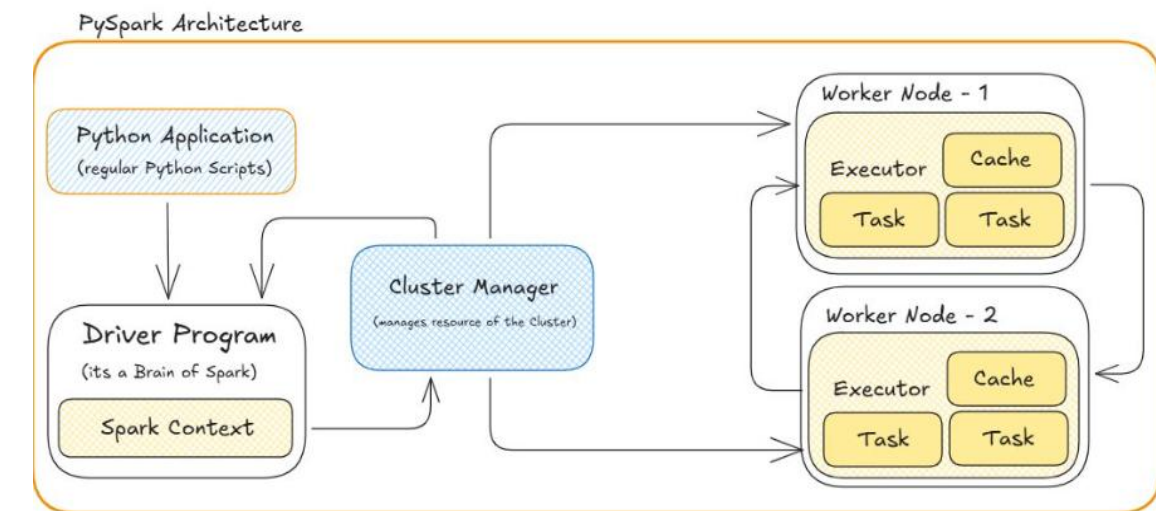 PySpark Architecture
Python Application
(regular Python Scripts)
Driver Program
(its a Brain of Spark)
Spark Context
Cluster Manager
(manages resource of the Cluster)
Worker Node - 1
Executor
Cache
Task
Task
Worker Node - 2
Executor
Cache
Task
Task